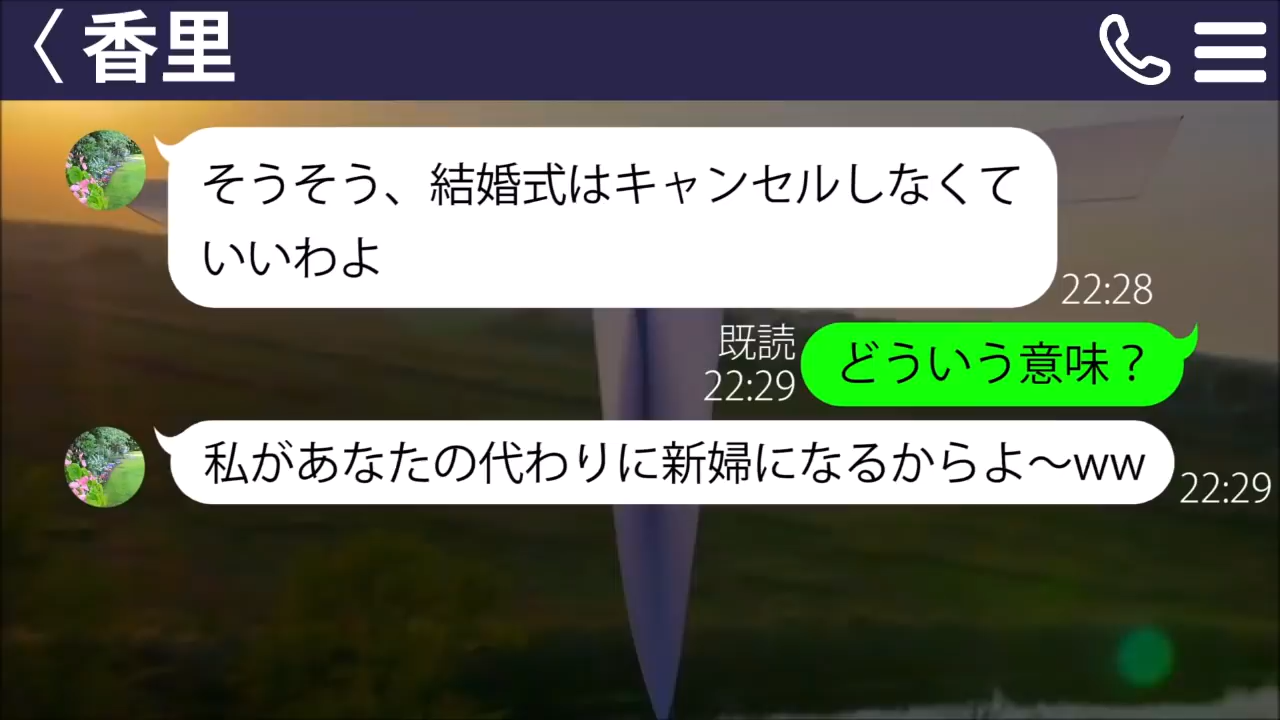 香里
そうそう、結婚式はキャンセルしなくて
いいわよ
22:28
既読
22:29
どういう意味？
私があなたの代わりに新婦になるからよ～ww
22:29